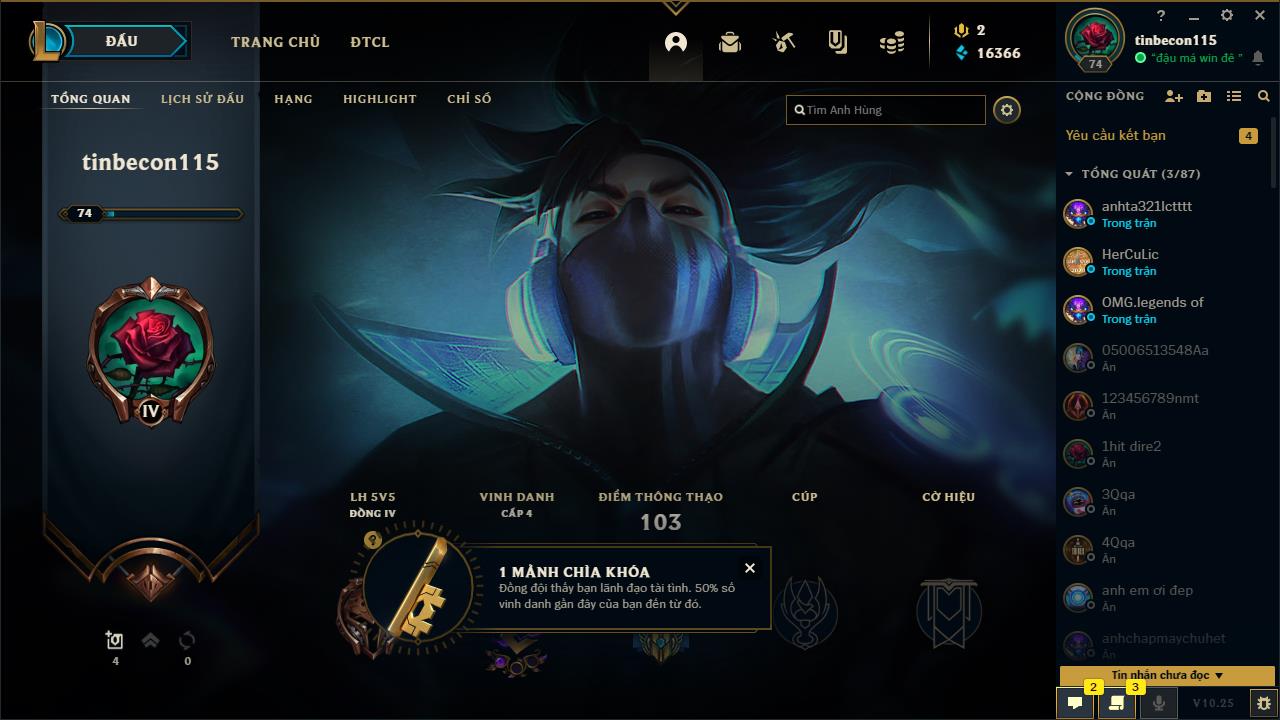 ĐẤU
TRANG CHỦ
ĐTCL
2
16366
?
tinbecon115
"đậu má win đê "
74
TỔNG QUAN
LỊCH SỬ ĐẤU
HẠNG
HIGHLIGHT
CHỈ SỐ
Tìm Anh Hùng
CỘNG ĐỒNG
Yêu cầu kết bạn
4
TỔNG QUÁT (3/87)
tinbecon115
74
IV
anhta321lctttt
Trong trận
HerCuLic
Trong trận
OMG.legends of
Trong trận
05006513548Aa
Ẩn
123456789nmt
Ẩn
1hit dire2
Ẩn
3Qqa
Ẩn
4Qqa
Ẩn
anh em ơi đep
Ẩn
anhchapmaychuhet
Ẩn
LH 5V5
ĐỒNG IV
VINH DANH
CẤP 4
ĐIỂM THÔNG THẠO
103
CÚP
CỜ HIỆU
?
1 MẢNH CHÌA KHÓA
Đồng đội thấy bạn lãnh đạo tài tình. 50% số
vinh danh gần đây của bạn đến từ đó.
4
0
Tin nhắn chưa đọc
2
3
V10.25